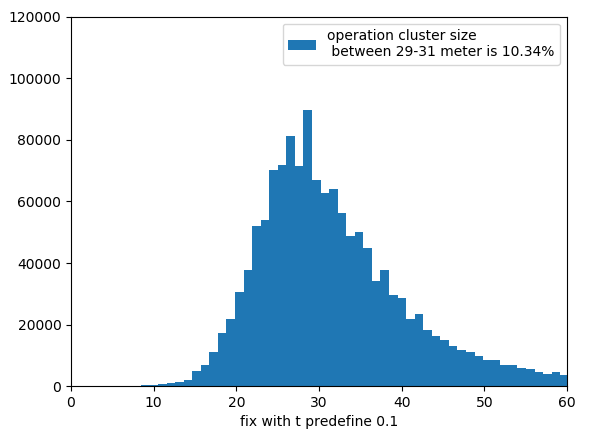 120000
operation cluster size
between 29-31 meter is 10.34%
100000
80000
60000
40000
20000
0
0 10 20 30 40 50 60
fix with t predefine 0.1